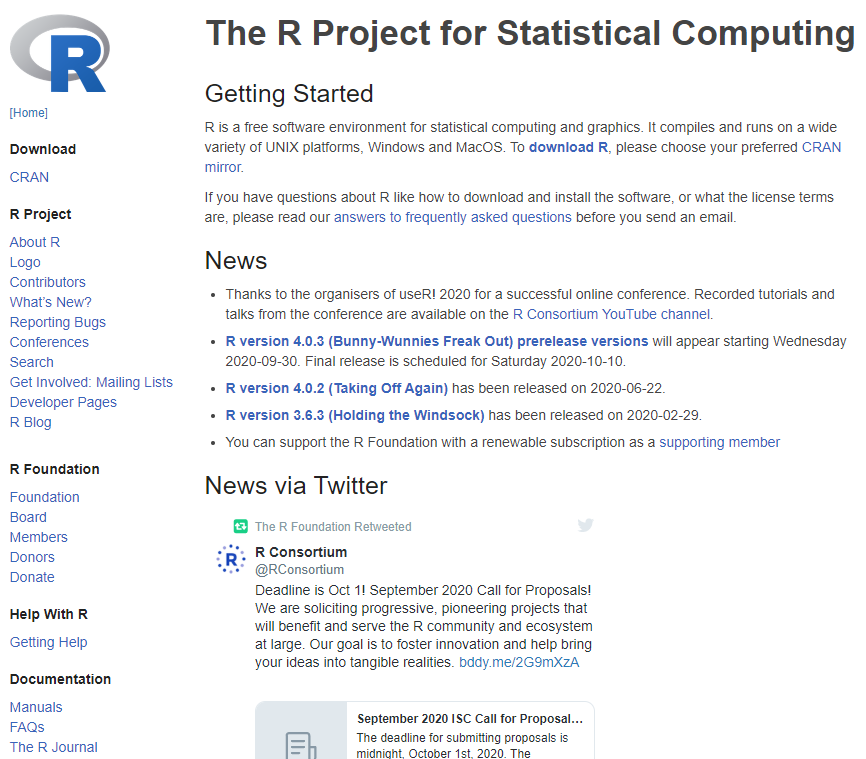 R
[Home]
Download
CRAN
R Project
About R
Logo
Contributors
What's New?
Reporting Bugs
Conferences
Search
Get Involved: Mailing Lists
Developer Pages
R Blog
R Foundation
Foundation
Board
Members
Donors
Donate
Help With R
Getting Help
Documentation
Manuals
FAQs
The R Journal
The R Project for Statistical Computing
Getting Started
R is a free software environment for statistical computing and graphics. It compiles and runs on a wide
variety of UNIX platforms, Windows and MacOS. To download R, please choose your preferred CRAN
mirror.
If you have questions about R like how to download and install the software, or what the license terms
are, please read our answers to frequently asked questions before you send an email.
News
• Thanks to the organisers of useR! 2020 for a successful online conference. Recorded tutorials and
talks from the conference are available on the R Consortium YouTube channel.
• R version 4.0.3 (Bunny-Wunnies Freak Out) prerelease versions will appear starting Wednesday
2020-09-30. Final release is scheduled for Saturday 2020-10-10.
• R version 4.0.2 (Taking Off Again) has been released on 2020-06-22.
• R version 3.6.3 (Holding the Windsock) has been released on 2020-02-29.
• You can support the R Foundation with a renewable subscription as a supporting member
News via Twitter
The R Foundation Retweeted
R
R Consortium
@RConsortium
Deadline is Oct 1! September 2020 Call for Proposals!
We are soliciting progressive, pioneering projects that
will benefit and serve the R community and ecosystem
at large. Our goal is to foster innovation and help bring
your ideas into tangible realities. bddy.me/2G9mXzA
September 2020 ISC Call for Proposal…
The deadline for submitting proposals is
midnight, October 1st, 2020. The